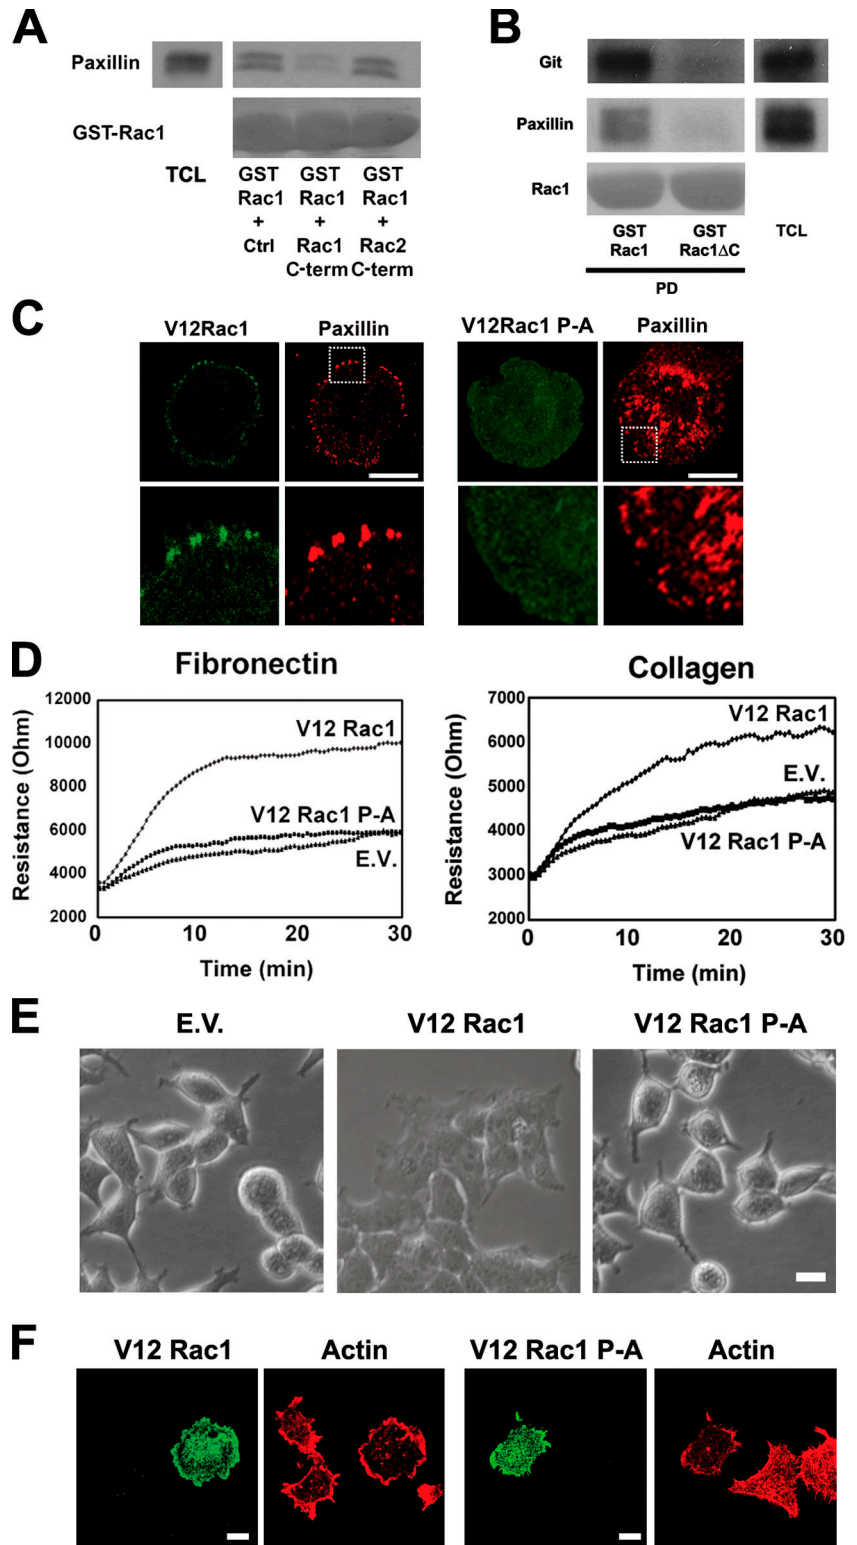 A
Paxillin
GST-Rac1
TCL
GST Rac1 + Ctrl
GST Rac1 + Rac1 C-term
GST Rac1 + Rac2 C-term
B
Git
Paxillin
Rac1
GST Rac1
GST Rac1ΔC
TCL
PD
C
V12Rac1
Paxillin
V12Rac1 P-A
Paxillin
D
Fibronectin
Resistance (Ohm)
12000
10000
8000
6000
4000
2000
V12 Rac1
V12 Rac1 P-A
E.V.
0
10
20
30
Time (min)
Collagen
Resistance (Ohm)
7000
6000
5000
4000
3000
2000
V12 Rac1
E.V.
V12 Rac1 P-A
0
10
20
30
Time (min)
E
E.V.
V12 Rac1
V12 Rac1 P-A
F
V12 Rac1
Actin
V12 Rac1 P-A
Actin